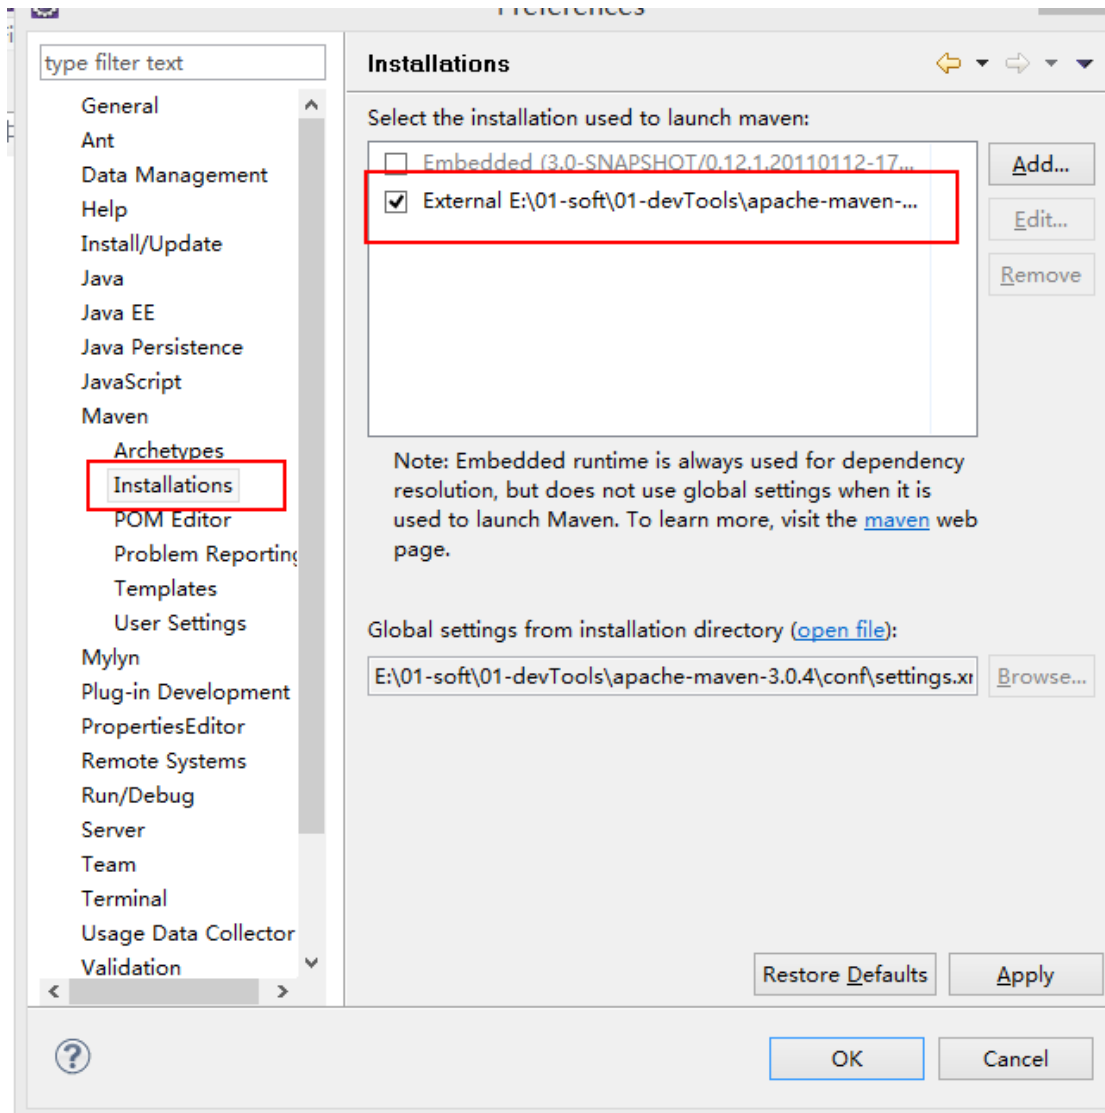 Preferences
type filter text
General
Ant
Data Management
Help
Install/Update
Java
Java EE
Java Persistence
JavaScript
Maven
Archetypes
Installations
POM Editor
Problem Reporting
Templates
User Settings
Mylyn
Plug-in Development
PropertiesEditor
Remote Systems
Run/Debug
Server
Team
Terminal
Usage Data Collector
Validation
Installations
Select the installation used to launch maven:
Embedded (3.0-SNAPSHOT/0.12.1.20110112-17...
External E:\01-soft\01-devTools\apache-maven-...
Add...
Edit...
Remove
Note: Embedded runtime is always used for dependency
resolution, but does not use global settings when it is
used to launch Maven. To learn more, visit the maven web
page.
Global settings from installation directory (open file):
E:\01-soft\01-devTools\apache-maven-3.0.4\conf\settings.xr
Browse...
Restore Defaults
Apply
OK
Cancel